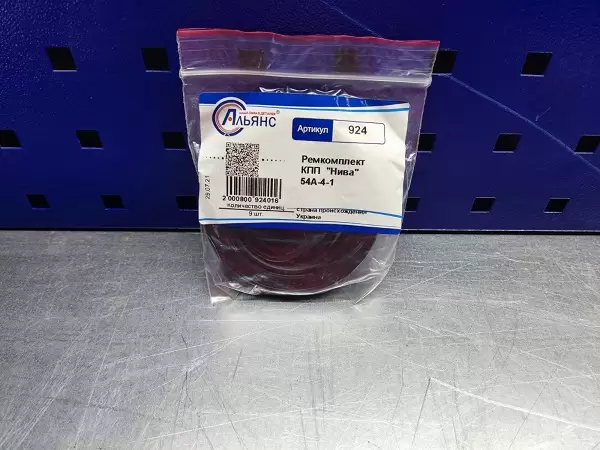 АЛЬЯНС®
Артикул 924
Ремкомплект
КПП "Нива"
54А-4-1
29.07.21
2 000800 924016
количество единиц
9 шт.
страна происхождения
Украина